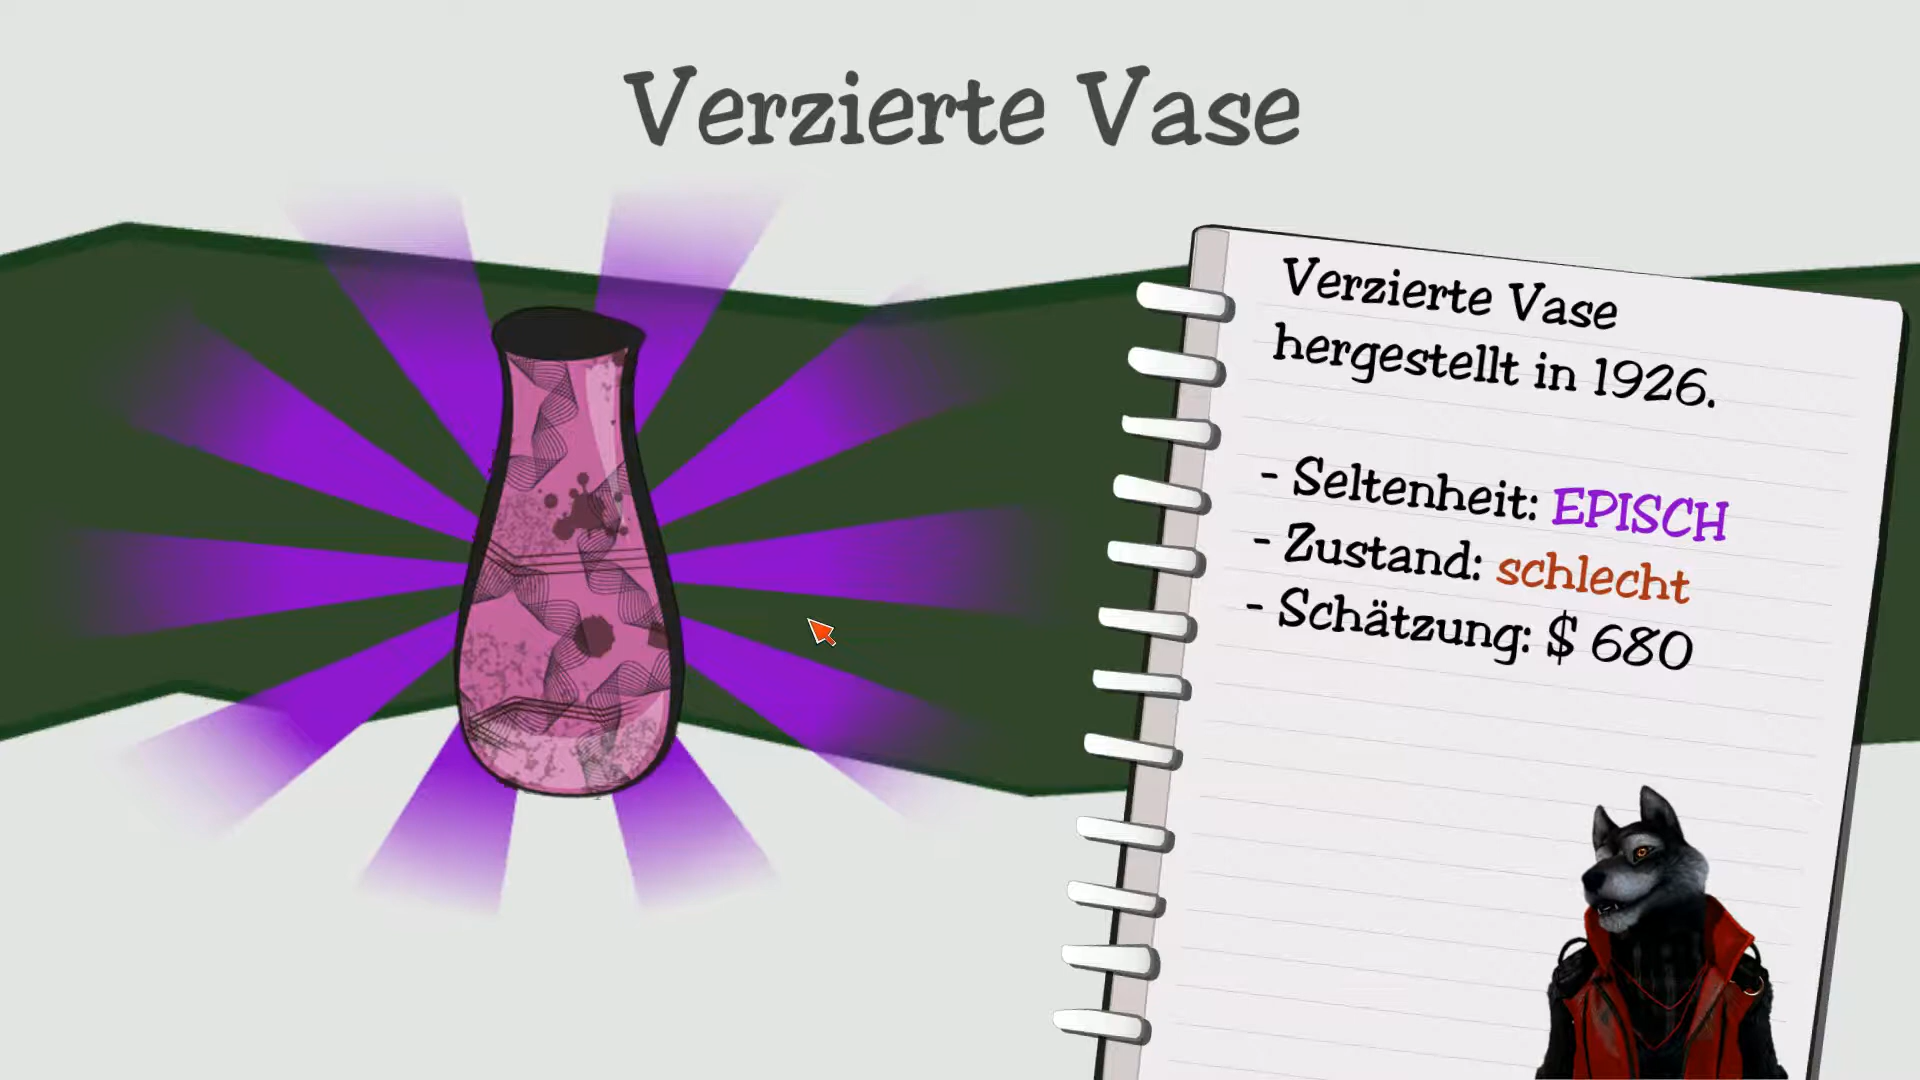 Verzierte Vase
Verzierte Vase
hergestellt in 1926.
- Seltenheit: EPISCH
- Zustand: schlecht
- Schätzung: $ 680